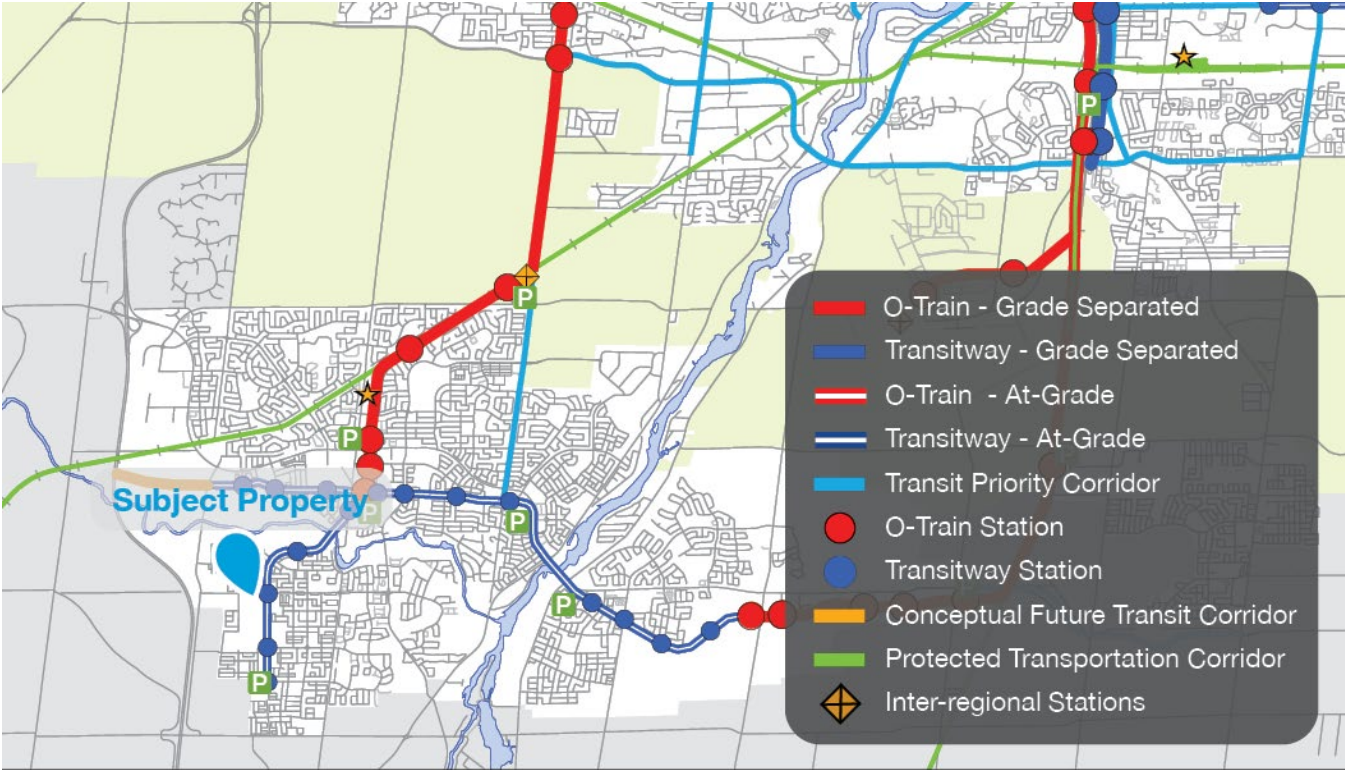 P
P
P
Subject Property
P
P
P
P
O-Train - Grade Separated
Transitway - Grade Separated
O-Train - At-Grade
Transitway - At-Grade
Transit Priority Corridor
O-Train Station
Transitway Station
Conceptual Future Transit Corridor
Protected Transportation Corridor
Inter-regional Stations